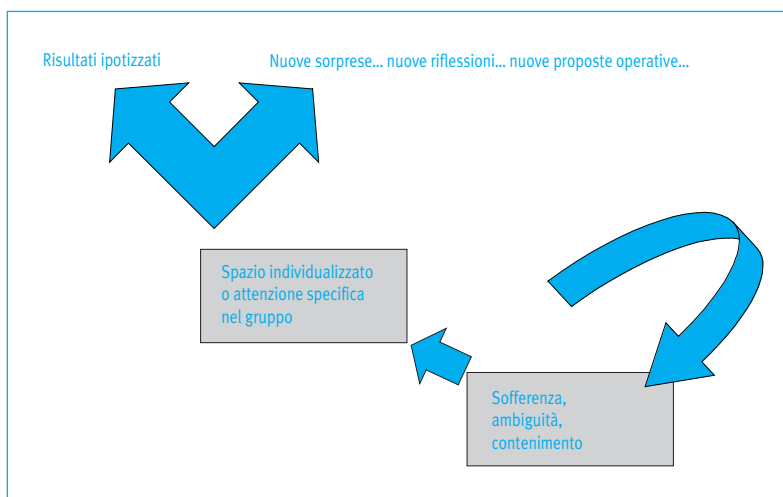 Risultati ipotizzati
Nuove sorprese... nuove riflessioni... nuove proposte operative...
Spazio individualizzato
o attenzione specifica
nel gruppo
Sofferenza,
ambiguità,
contenimento